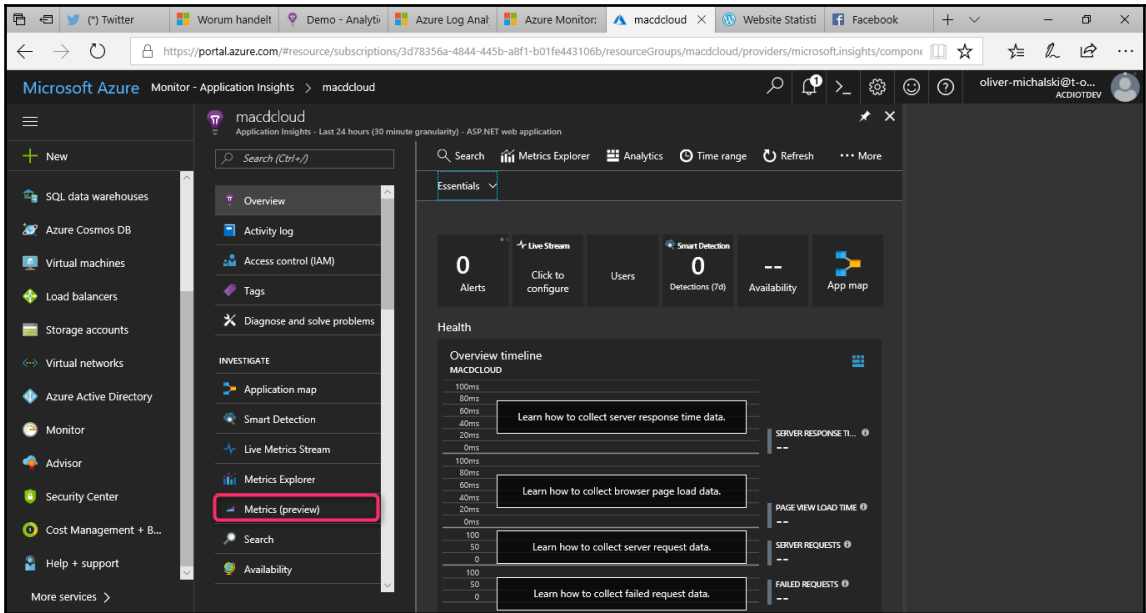 (*) Twitter
Worum handelt
Demo - Analytic
Azure Log Anal
Azure Monitor:
macdcloud
Website Statisti
Facebook
https://portal.azure.com/#resource/subscriptions/3d78356a-4844-445b-a8f1-b01fe443106b/resourceGroups/macdcloud/providers/microsoft.insights/compone
Microsoft Azure Monitor - Application Insights > macdcloud
1
oliver-michalski@t-o...
ACDIOTDEV
New
SQL data warehouses
Azure Cosmos DB
Virtual machines
Load balancers
Storage accounts
Virtual networks
Azure Active Directory
Monitor
Advisor
Security Center
Cost Management + B...
Help + support
More services >
macdcloud
Application Insights - Last 24 hours (30 minute granularity) - ASP.NET web application
Search (Ctrl+/)
Overview
Activity log
Access control (IAM)
Tags
Diagnose and solve problems
INVESTIGATE
Application map
Smart Detection
Live Metrics Stream
Metrics Explorer
Metrics (preview)
Search
Availability
Search Metrics Explorer Analytics Time range Refresh ... More
Essentials
0
Alerts
Live Stream
Click to
configure
Users
Smart Detection
0
Detections (7d)
--
Availability
App map
Health
Overview timeline
MACDCLOUD
100ms
80ms
60ms
40ms
20ms
0ms
Learn how to collect server response time data.
SERVER RESPONSE TI...
--
100ms
80ms
60ms
40ms
20ms
0ms
Learn how to collect browser page load data.
PAGE VIEW LOAD TIME
--
100
50
0
Learn how to collect server request data.
SERVER REQUESTS
--
100
50
0
Learn how to collect failed request data.
FAILED REQUESTS
--